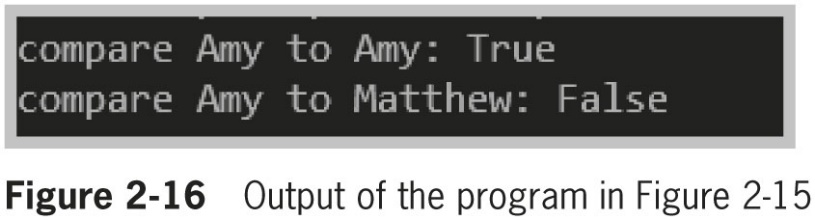 compare Amy to Amy: True
compare Amy to Matthew: False
Figure 2-16 Output of the program in Figure 2-15